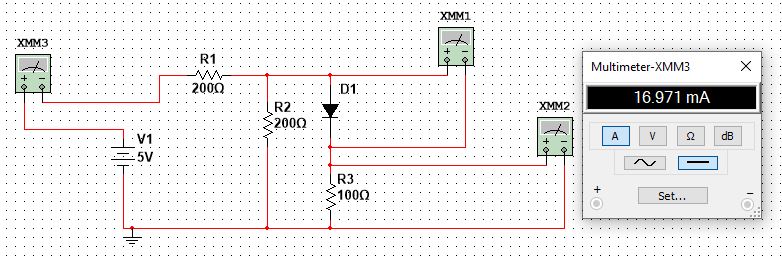 XMM3
+ −
R1
200Ω
XMM1
+ −
R2
200Ω
D1
XMM2
+ −
V1
5V
R3
100Ω
Multimeter-XMM3
16.971 mA
A V Ω dB
+ Set... −